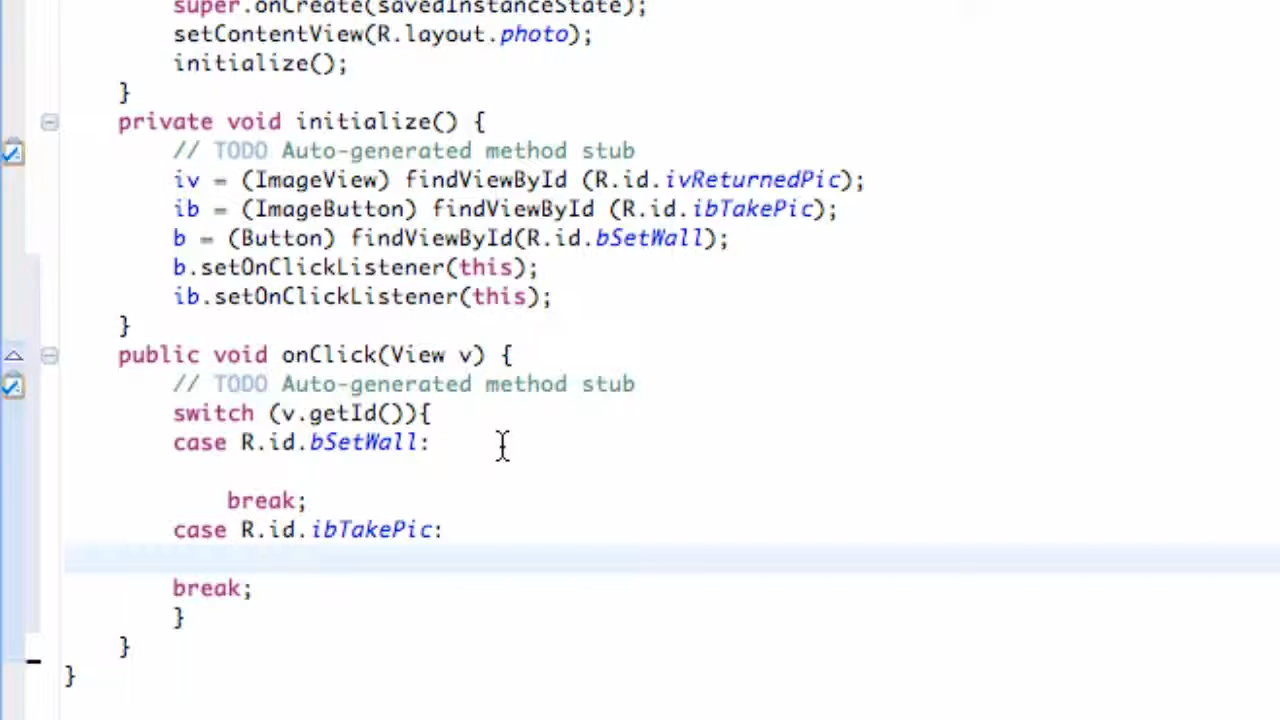 super.onCreate(savedInstanceState);
setContentView(R.layout.photo);
initialize();
}
private void initialize() {
// TODO Auto-generated method stub
iv = (ImageView) findViewById (R.id.ivReturnedPic);
ib = (ImageButton) findViewById (R.id.ibTakePic);
b = (Button) findViewById(R.id.bSetWall);
b.setOnClickListener(this);
ib.setOnClickListener(this);
}
public void onClick(View v) {
// TODO Auto-generated method stub
switch (v.getId()){
case R.id.bSetWall:
break;
case R.id.ibTakePic:
break;
}
}
}